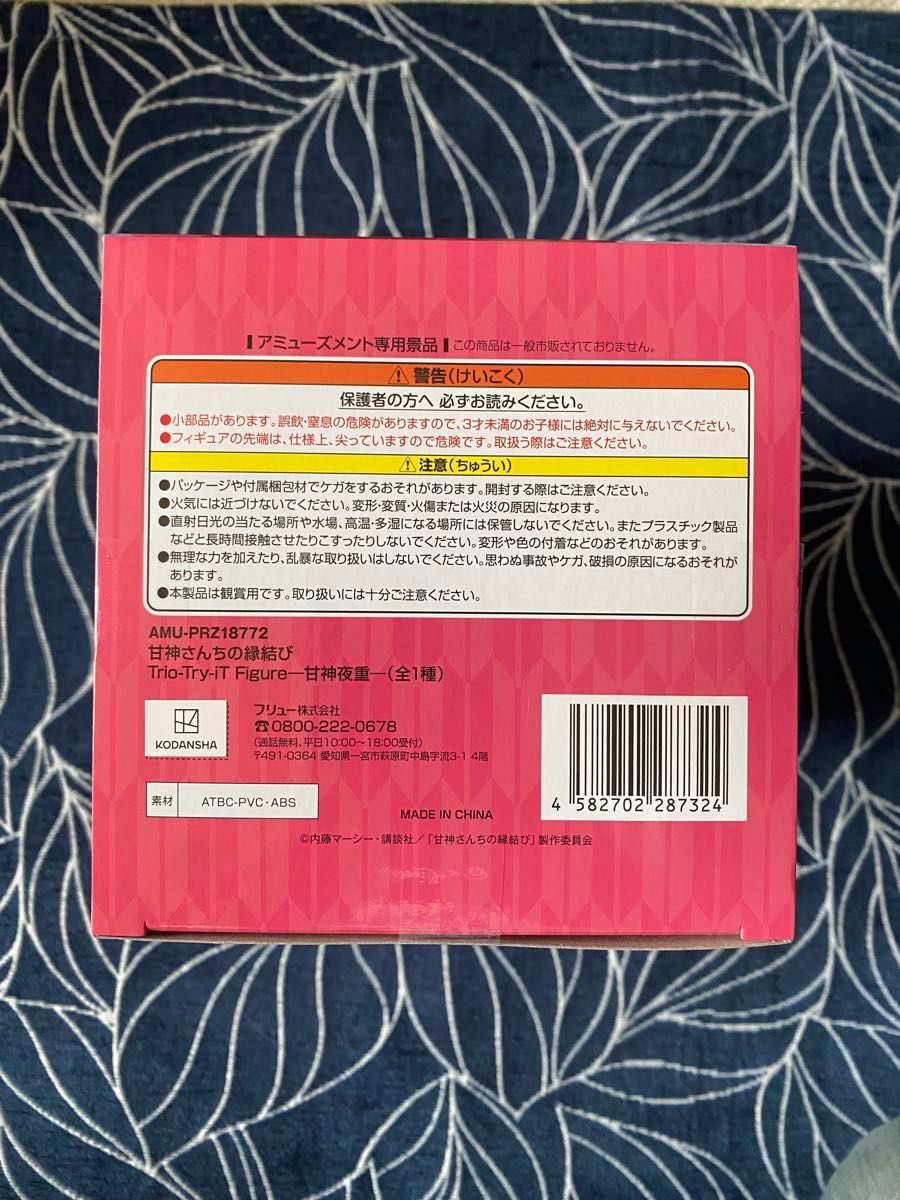 アミューズメント専用景品 この商品は一般市販されておりません。
⚠警告(けいこく)
保護者の方へ 必ずお読みください。
●小部品があります。誤飲・窒息の危険がありますので、3才未満のお子様には絶対に与えないでください。
●フィギュアの先端は、仕様上、尖っていますので危険です。取扱う際はご注意ください。
⚠注意(ちゅうい)
●パッケージや付属梱包材でケガをするおそれがあります。開封する際はご注意ください。
●火気には近づけないでください。変形・変質・火傷または火災の原因になります。
●直射日光の当たる場所や水場、高温・多湿になる場所には保管しないでください。またプラスチック製品
などと長時間接触させたりこすったりしないでください。変形や色の付着などのおそれがあります。
●無理な力を加えたり、乱暴な取り扱いはしないでください。思わぬ事故やケガ、破損の原因になるおそれが
あります。
●本製品は観賞用です。取り扱いには十分ご注意ください。
AMU-PRZ18772
甘神さんちの縁結び
Trio-Try-iT Figure―甘神夜重―(全1種)
KODANSHA
フリュー株式会社
☎0800-222-0678
(通話無料、平日10:00〜18:00受付)
〒491-0364 愛知県一宮市萩原町中島字流3-1 4階
素材 ATBC-PVC・ABS
MADE IN CHINA
4 582702 287324
©内藤マーシー・講談社/「甘神さんちの縁結び」製作委員会